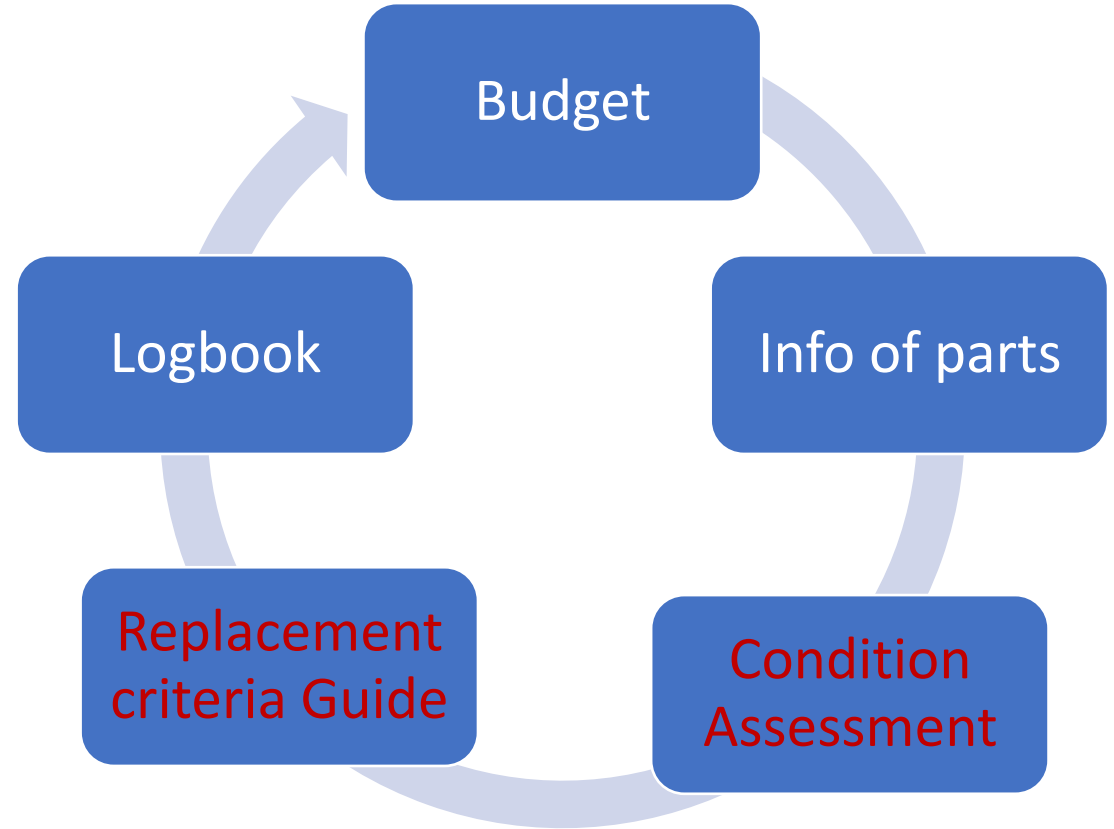 Budget
Info of parts
Condition
Assessment
Replacement
criteria Guide
Logbook